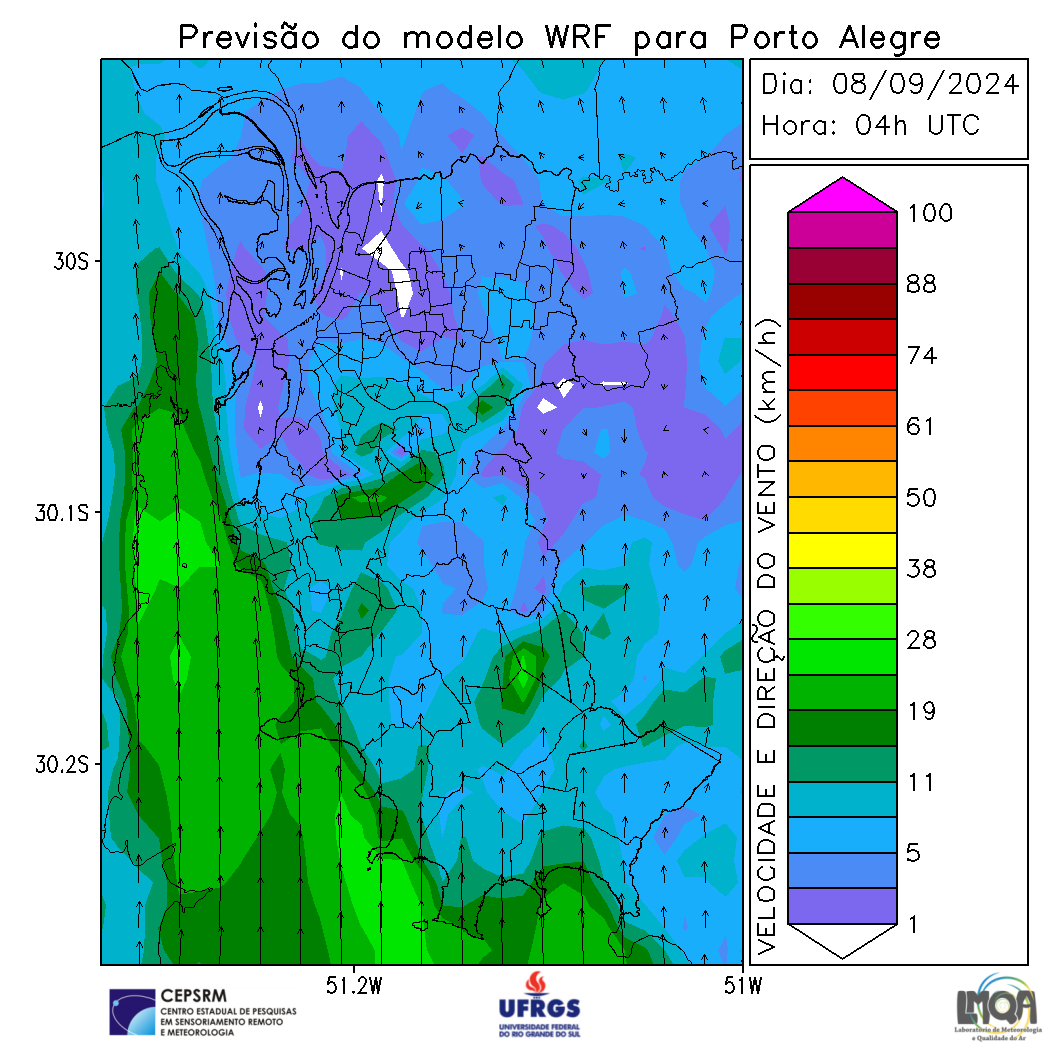 Previsão do modelo WRF para Porto Alegre
Dia: 08/09/2024
Hora: 04h UTC
30S
30.1S
30.2S
51.2W
51W
VELOCIDADE E DIREÇÃO DO VENTO (km/h)
100
88
74
61
50
38
28
19
11
5
1
CEPSRM
CENTRO ESTADUAL DE PESQUISAS
EM SENSORIAMENTO REMOTO
E METEOROLOGIA
UFRGS
UNIVERSIDADE FEDERAL
DO RIO GRANDE DO SUL
LMQA
Laboratório de Meteorologia
e Qualidade do Ar